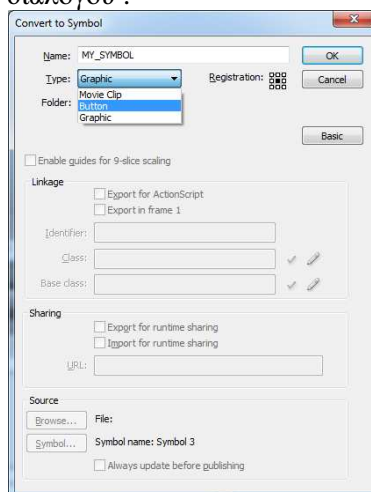 διαλόγου :
Convert to Symbol
Name: MY_SYMBOL
OK
Type: Graphic
Registration:
Cancel
Movie Clip
Folder:
Button
Graphic
Basic
Enable guides for 9-slice scaling
Linkage
Export for ActionScript
Export in frame 1
Identifier:
Class:
Base class:
Sharing
Export for runtime sharing
Import for runtime sharing
URL:
Source
Browse... File:
Symbol... Symbol name: Symbol 3
Always update before publishing